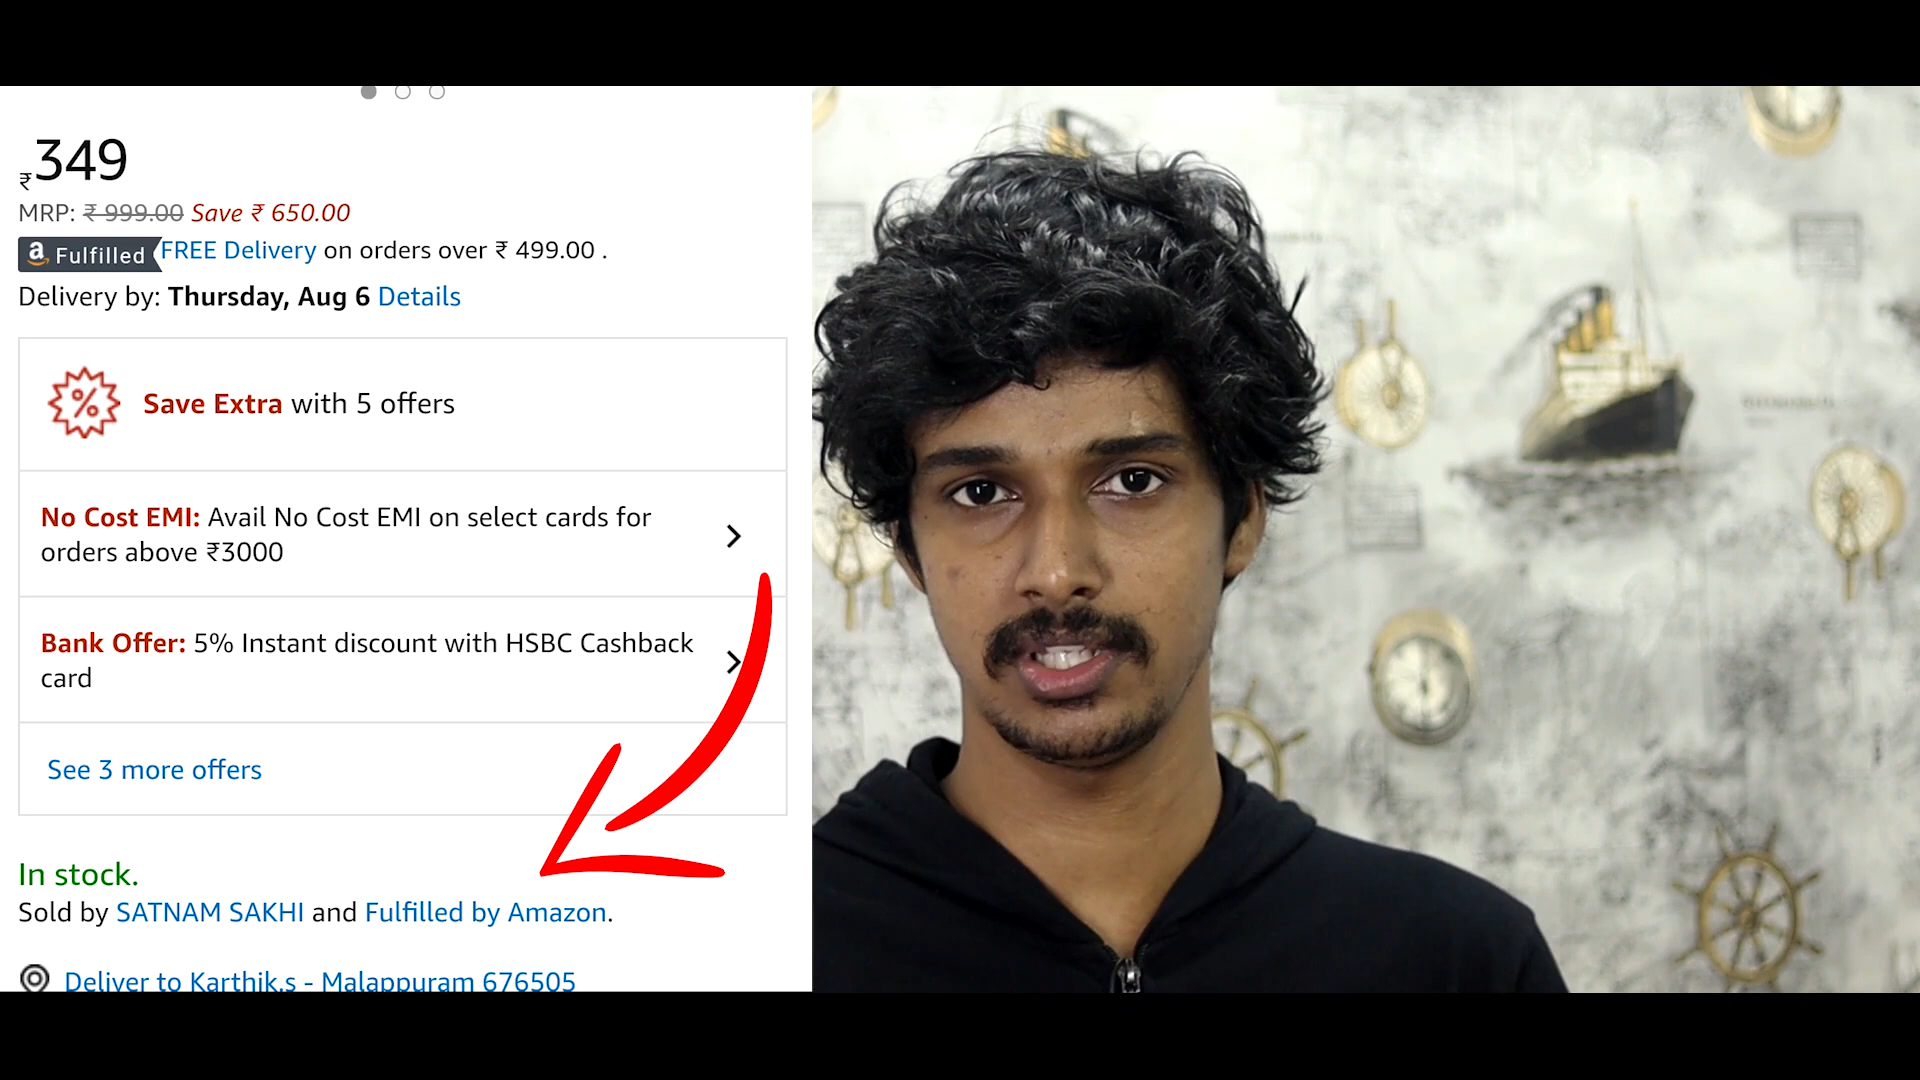 ₹349
MRP: ₹ 999.00 Save ₹ 650.00
a Fulfilled FREE Delivery on orders over ₹ 499.00 .
Delivery by: Thursday, Aug 6 Details
% Save Extra with 5 offers
No Cost EMI: Avail No Cost EMI on select cards for
orders above ₹3000
Bank Offer: 5% Instant discount with HSBC Cashback
card
See 3 more offers
In stock.
Sold by SATNAM SAKHI and Fulfilled by Amazon.
Deliver to Karthik.s - Malappuram 676505